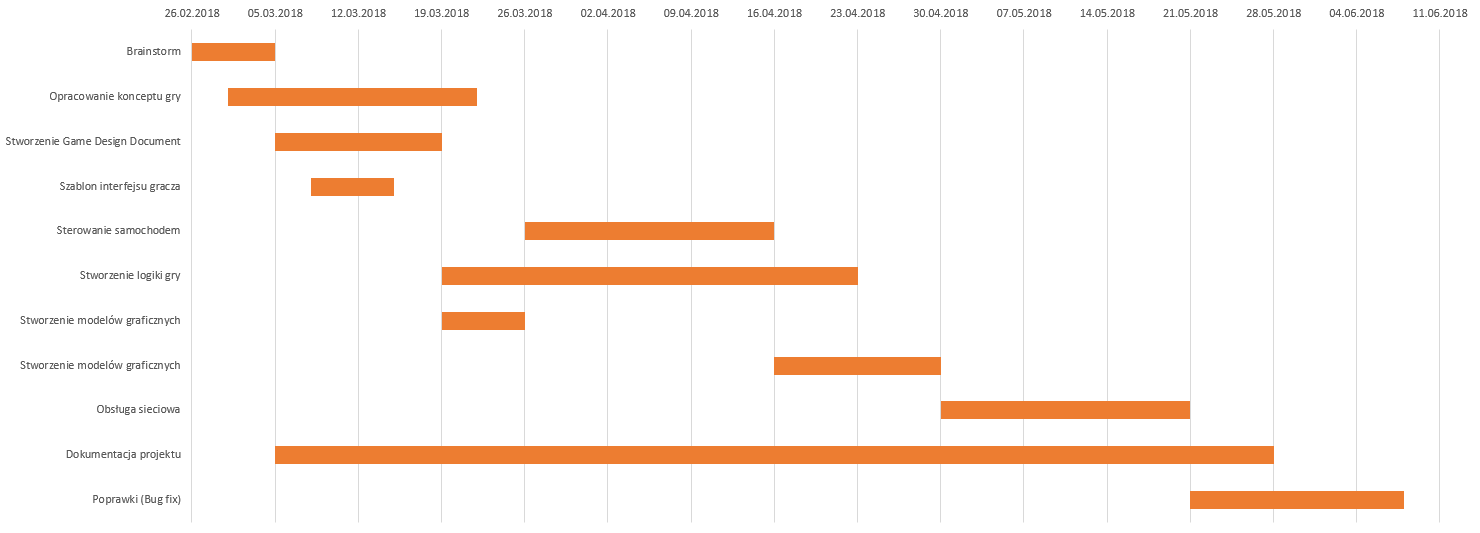 26.02.2018 05.03.2018 12.03.2018 19.03.2018 26.03.2018 02.04.2018 09.04.2018 16.04.2018 23.04.2018 30.04.2018 07.05.2018 14.05.2018 21.05.2018 28.05.2018 04.06.2018 11.06.2018
Brainstorm
Opracowanie konceptu gry
Stworzenie Game Design Document
Szablon interfejsu gracza
Sterowanie samochodem
Stworzenie logiki gry
Stworzenie modelów graficznych
Stworzenie modelów graficznych
Obsługa sieciowa
Dokumentacja projektu
Poprawki (Bug fix)